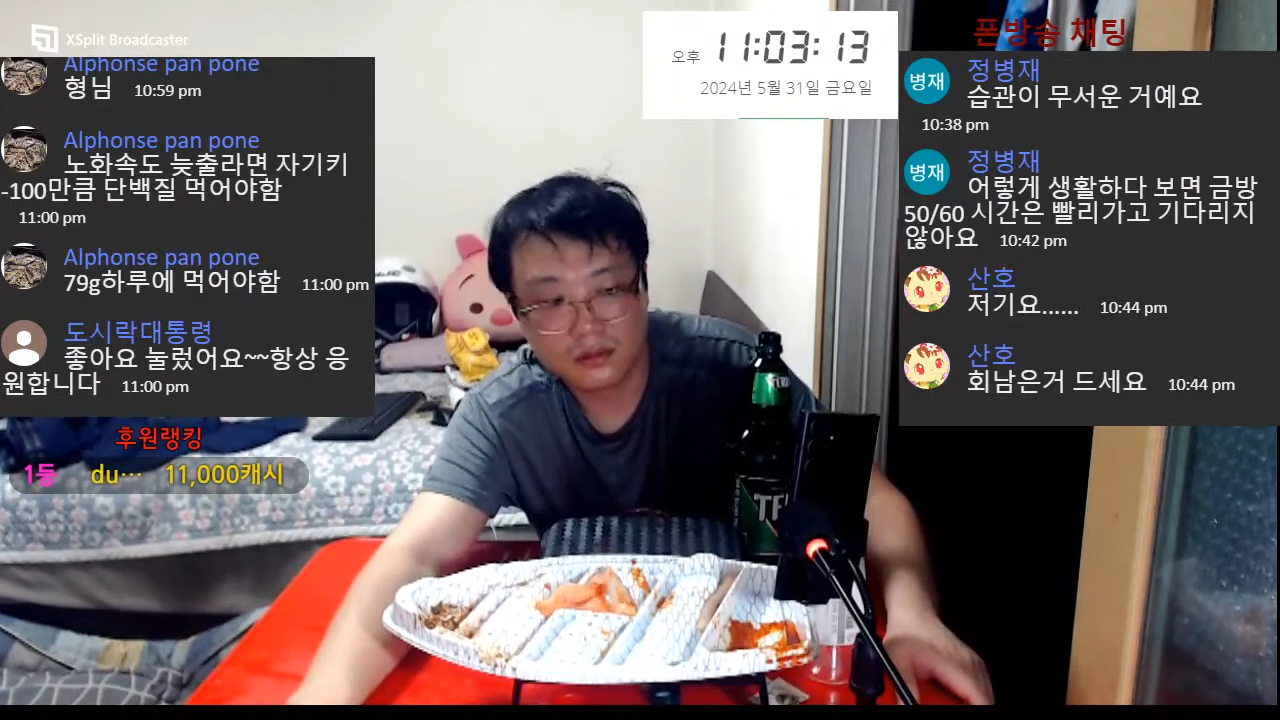 XSplit Broadcaster
Alphonse pan pone
형님 10:59 pm
Alphonse pan pone
노화속도 늦출라면 자기키
-100만큼 단백질 먹어야함
11:00 pm
Alphonse pan pone
79g하루에 먹어야함 11:00 pm
도시락대통령
좋아요 눌렀어요~~항상 응
원합니다 11:00 pm
후원랭킹
1등 du… 11,000캐시
오후 11:03:13
2024년 5월 31일 금요일
폰방송 채팅
병재 정병재
습관이 무서운 거예요
10:38 pm
병재 정병재
어렇게 생활하다 보면 금방
50/60 시간은 빨리가고 기다리지
않아요 10:42 pm
산호
저기요...... 10:44 pm
산호
회남은거 드세요 10:44 pm
TE